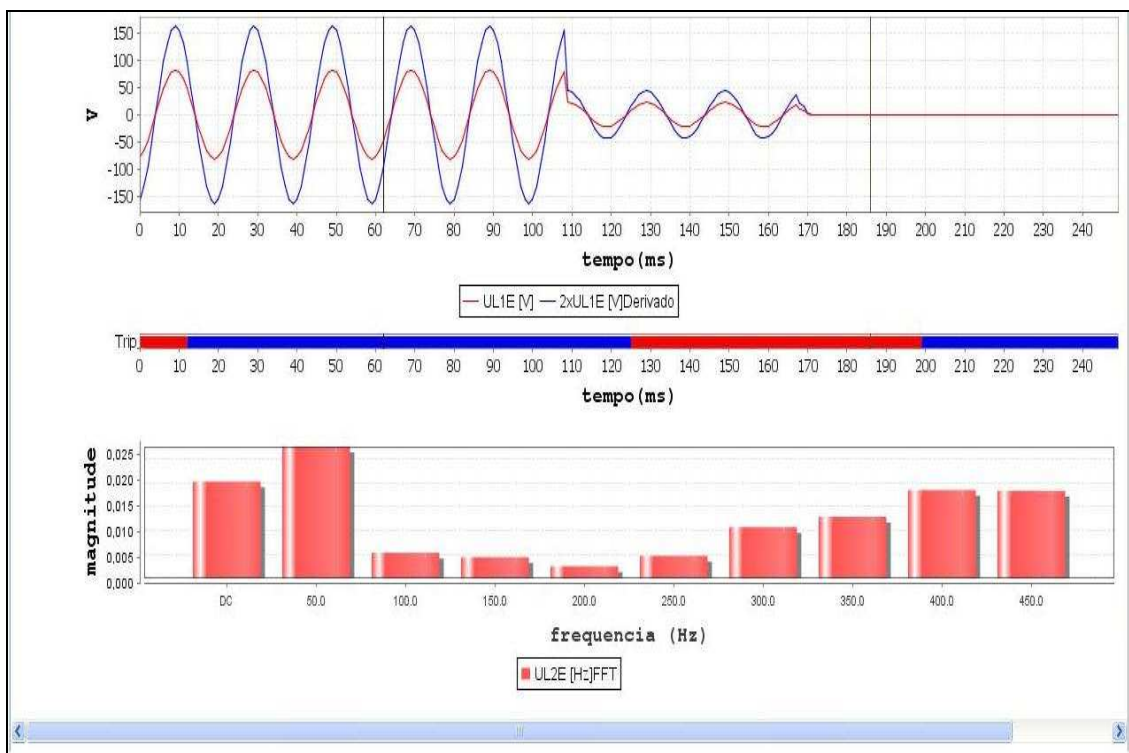 150
100
50
0
-50
-100
-150
V
0 10 20 30 40 50 60 70 80 90 100 110 120 130 140 150 160 170 180 190 200 210 220 230 240
tempo(ms)
UL1E [V] 2xUL1E [V]Derivado
Trip
0 10 20 30 40 50 60 70 80 90 100 110 120 130 140 150 160 170 180 190 200 210 220 230 240
tempo(ms)
magnitude
0,025
0,020
0,015
0,010
0,005
0,000
DC 50.0 100.0 150.0 200.0 250.0 300.0 350.0 400.0 450.0
frequencia (Hz)
UL2E [Hz]FFT